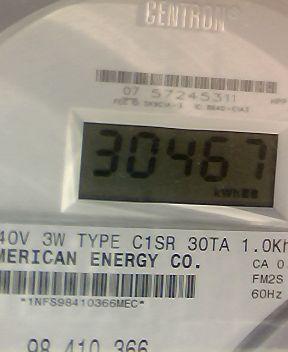 CENTRON®
07 57245311
30467
kWh
40V 3W TYPE C1SR 30TA 1.0Kh
MERICAN ENERGY CO.
CA 0
*1NFS98410366MEC*
FM2S
60Hz
98 410 366